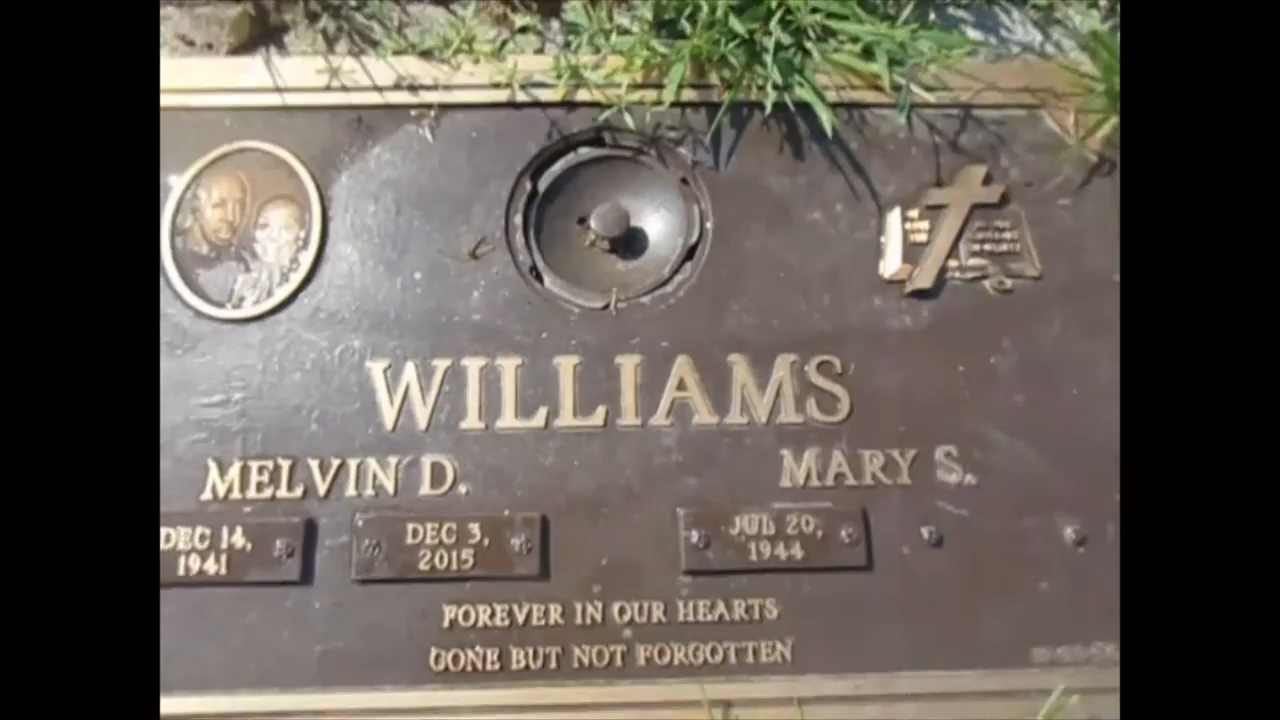 WILLIAMS
MELVIN D.
MARY S.
DEC 14,
1941
DEC 3,
2015
JUL 20,
1944
FOREVER IN OUR HEARTS
GONE BUT NOT FORGOTTEN